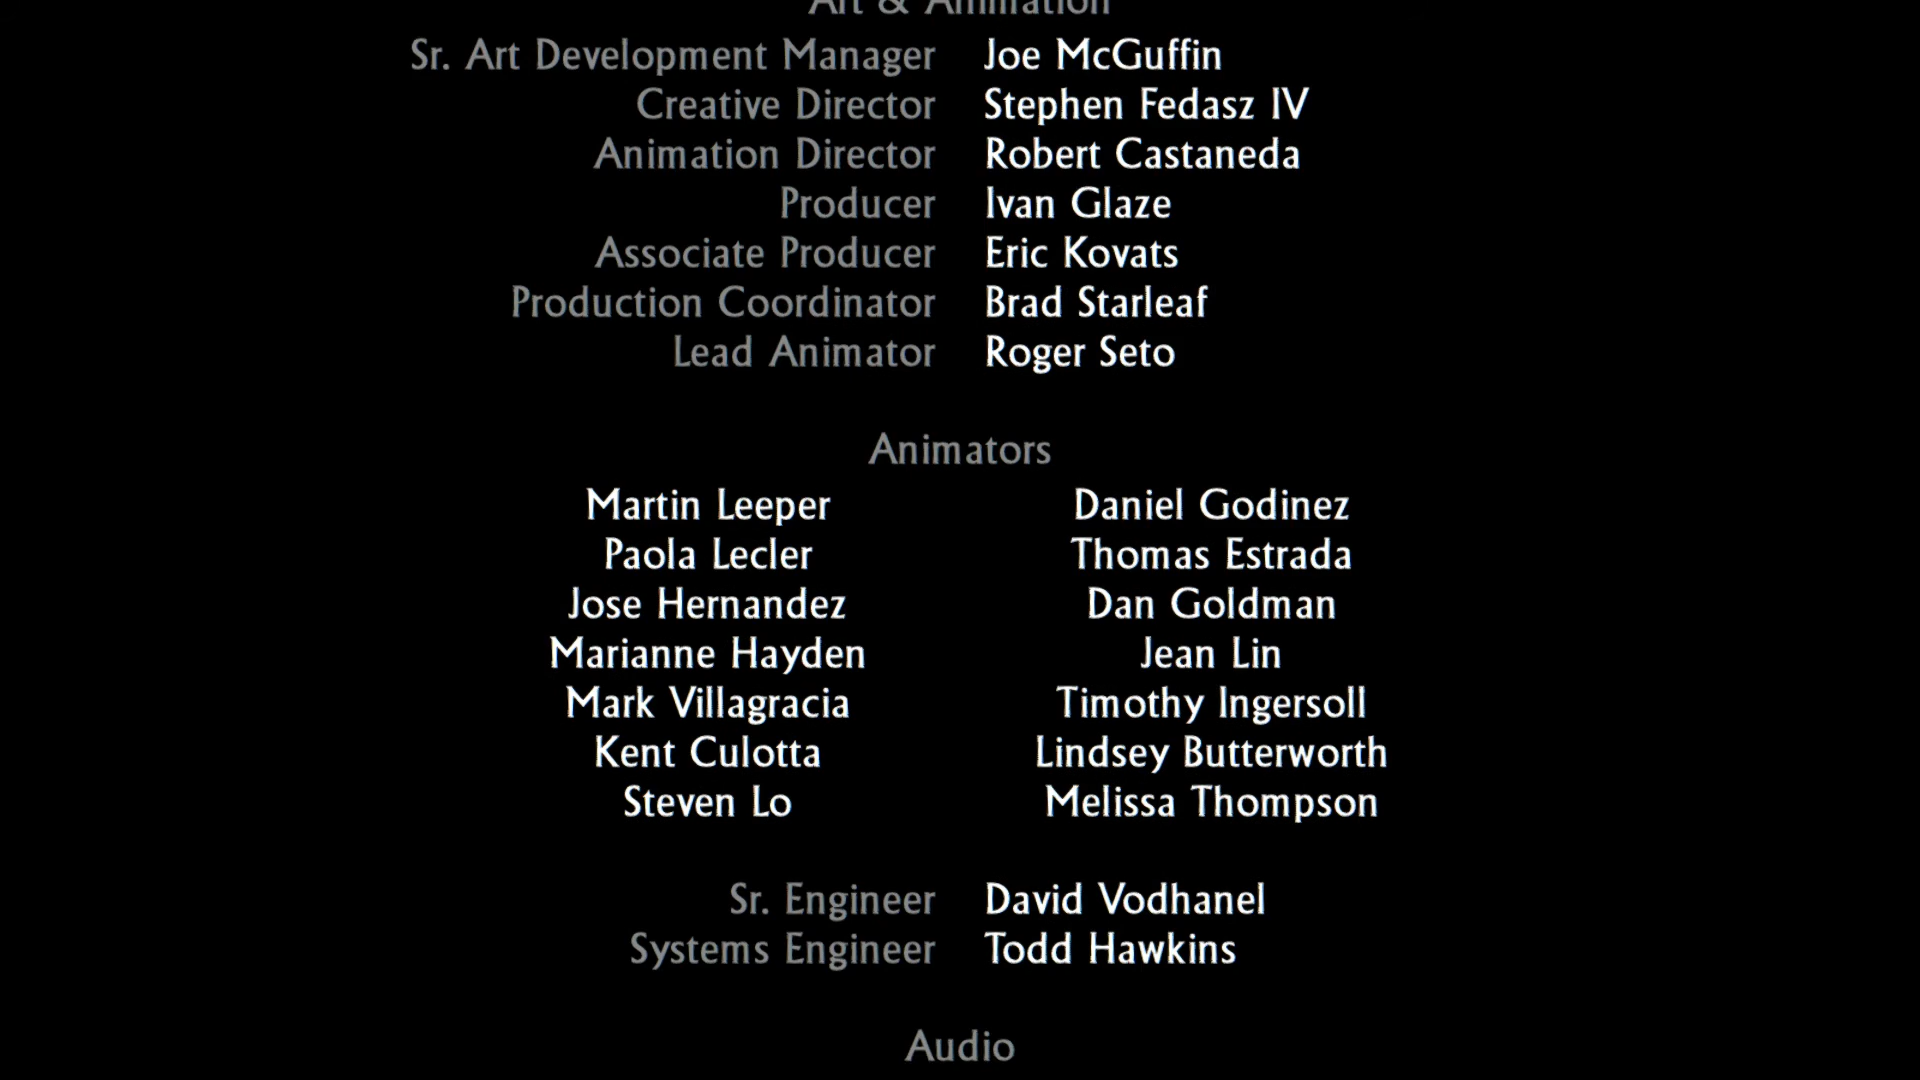 Art & Animation
Sr. Art Development Manager Joe McGuffin
Creative Director Stephen Fedasz IV
Animation Director Robert Castaneda
Producer Ivan Glaze
Associate Producer Eric Kovats
Production Coordinator Brad Starleaf
Lead Animator Roger Seto
Animators
Martin Leeper Daniel Godinez
Paola Lecler Thomas Estrada
Jose Hernandez Dan Goldman
Marianne Hayden Jean Lin
Mark Villagracia Timothy Ingersoll
Kent Culotta Lindsey Butterworth
Steven Lo Melissa Thompson
Sr. Engineer David Vodhanel
Systems Engineer Todd Hawkins
Audio